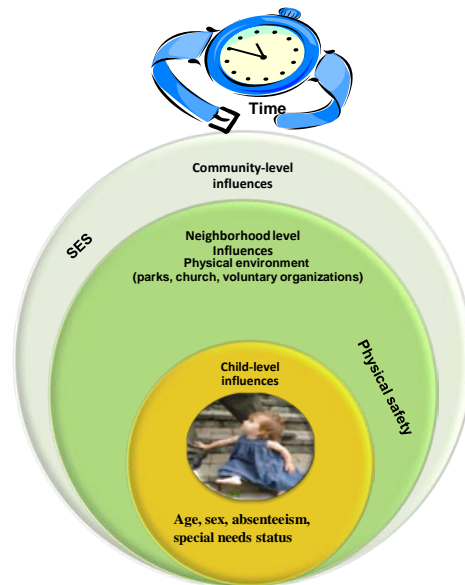 Time
Community-level
influences
SES
Neighborhood level
Influences
Physical environment
(parks, church, voluntary organizations)
Physical safety
Child-level
influences
Age, sex, absenteeism,
special needs status